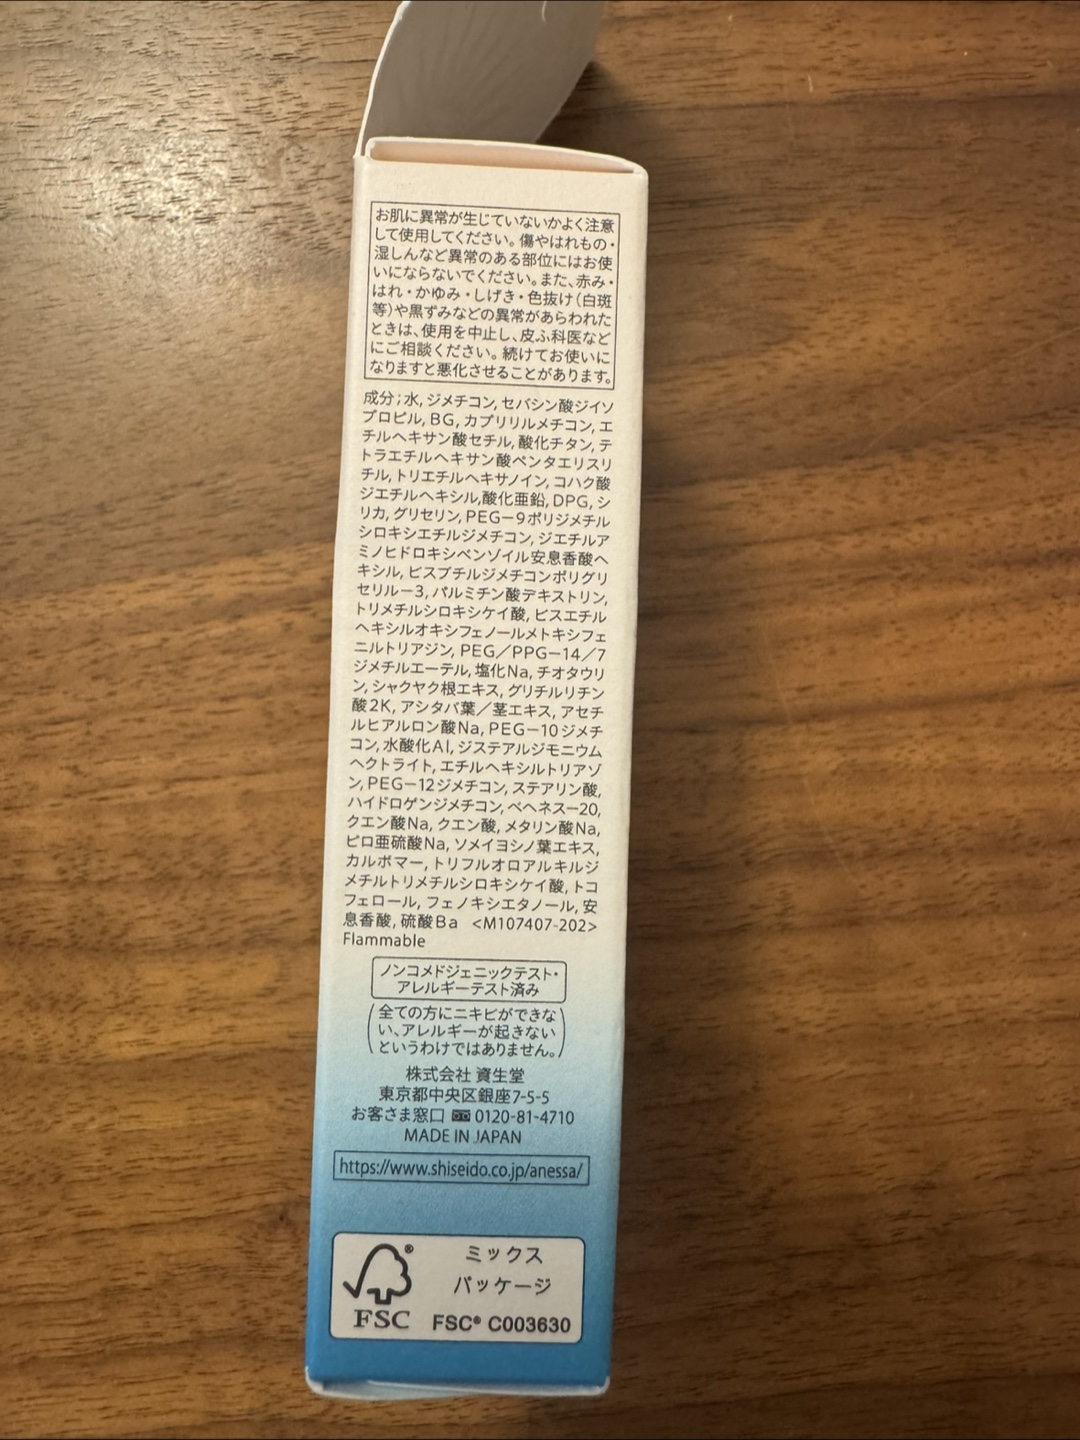 お肌に異常が生じていないかよく注意
して使用してください。傷やはれもの・
湿しんなど異常のある部位にはお使
いにならないでください。また、赤み・
はれ・かゆみ・しげき・色抜け(白斑
等)や黒ずみなどの異常があらわれた
ときは、使用を中止し、皮ふ科医など
にご相談ください。続けてお使いに
なりますと悪化させることがあります。
成分;水, ジメチコン, セバシン酸ジイソ
プロピル, BG, カプリリルメチコン, エ
チルヘキサン酸セチル, 酸化チタン, テ
トラエチルヘキサン酸ペンタエリスリ
チル, トリエチルヘキサノイン, コハク酸
ジエチルヘキシル, 酸化亜鉛, DPG, シ
リカ, グリセリン, PEG－9ポリジメチル
シロキシエチルジメチコン, ジエチルア
ミノヒドロキシベンゾイル安息香酸ヘ
キシル, ビスブチルジメチコンポリグリ
セリル－3, パルミチン酸デキストリン,
トリメチルシロキシケイ酸, ビスエチル
ヘキシルオキシフェノールメトキシフェ
ニルトリアジン, PEG／PPG－14／7
ジメチルエーテル, 塩化Na, チオタウリ
ン, シャクヤク根エキス, グリチルリチン
酸2K, アシタバ葉／茎エキス, アセチ
ルヒアルロン酸Na, PEG－10ジメチ
コン, 水酸化Al, ジステアルジモニウム
ヘクトライト, エチルヘキシルトリアゾ
ン, PEG－12ジメチコン, ステアリン酸,
ハイドロゲンジメチコン, ベヘネス－20,
クエン酸Na, クエン酸, メタリン酸Na,
ピロ亜硫酸Na, ソメイヨシノ葉エキス,
カルボマー, トリフルオロアルキルジ
メチルトリメチルシロキシケイ酸, トコ
フェロール, フェノキシエタノール, 安
息香酸, 硫酸Ba <M107407-202>
Flammable
ノンコメドジェニックテスト・
アレルギーテスト済み
(全ての方にニキビができな
い、アレルギーが起きない
というわけではありません。)
株式会社 資生堂
東京都中央区銀座7-5-5
お客さま窓口 0120-81-4710
MADE IN JAPAN
https://www.shiseido.co.jp/anessa/
ミックス
パッケージ
FSC
FSC® C003630